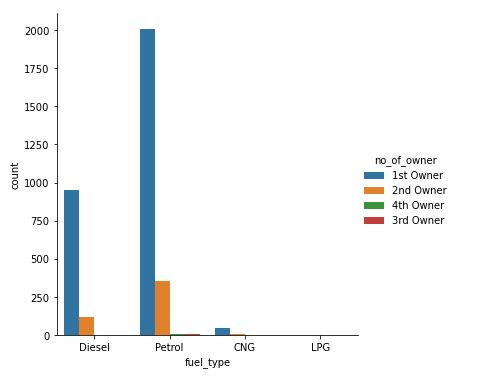 2000
1750
1500
1250
1000
750
500
250
0
count
Diesel
Petrol
CNG
LPG
fuel_type
no_of_owner
1st Owner
2nd Owner
4th Owner
3rd Owner